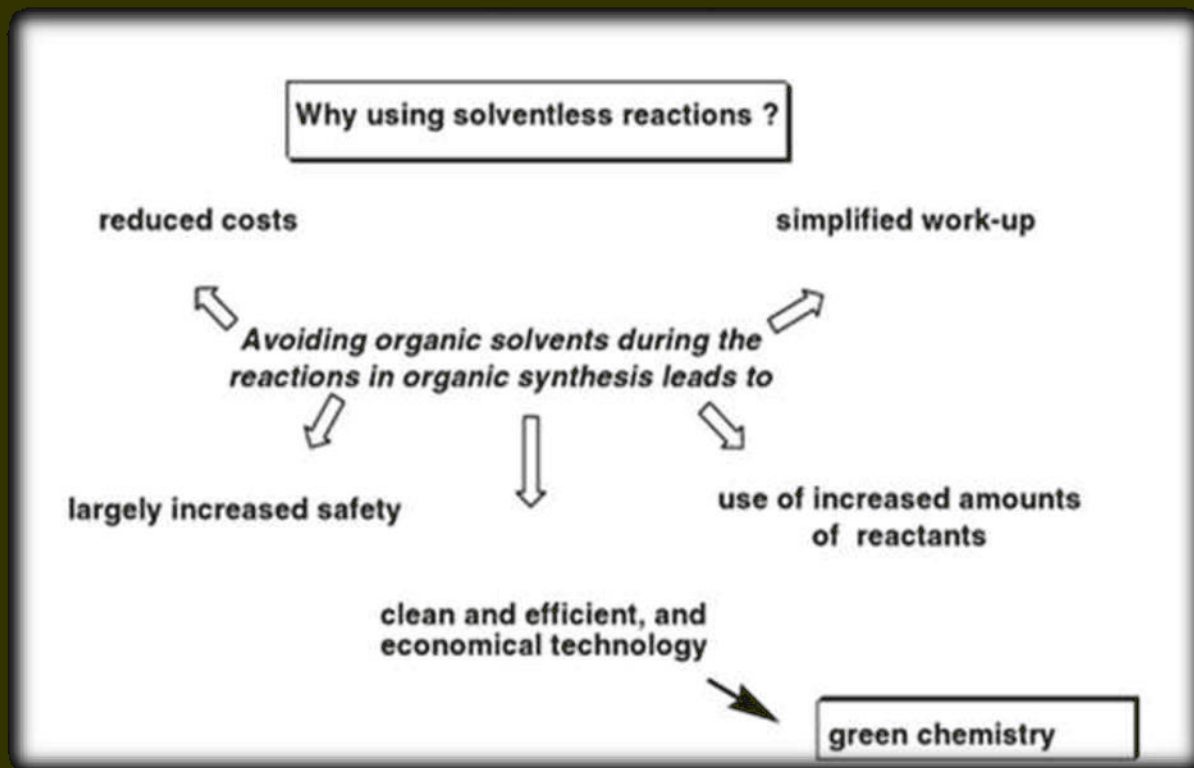 Why using solventless reactions ?
reduced costs
simplified work-up
Avoiding organic solvents during the
reactions in organic synthesis leads to
largely increased safety
use of increased amounts
of reactants
clean and efficient, and
economical technology
green chemistry